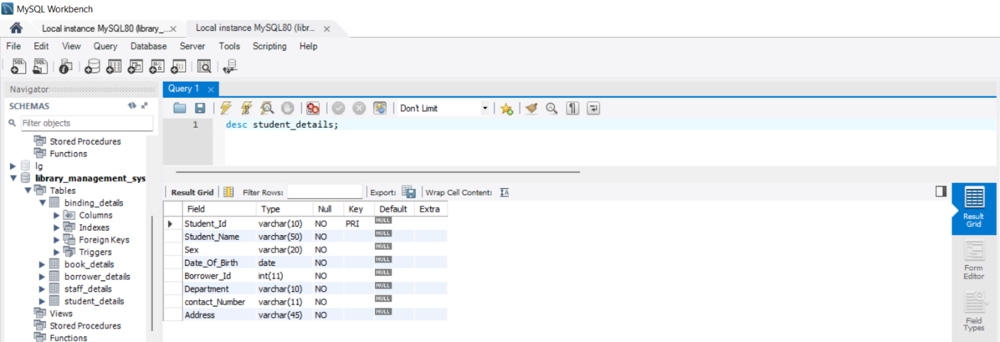 MySQL Workbench
Local instance MySQL80 (library_...
Local instance MySQL80 (libr...
File Edit View Query Database Server Tools Scripting Help
Navigator
SCHEMAS
Filter objects
Stored Procedures
Functions
lg
library_management_sys
Tables
binding_details
Columns
Indexes
Foreign Keys
Triggers
book_details
borrower_details
staff_details
student_details
Views
Stored Procedures
Functions
Query 1
Don't Limit
1 desc student_details;
Result Grid Filter Rows: Export: Wrap Cell Content:
Field Type Null Key Default Extra
Student_Id varchar(10) NO PRI NULL
Student_Name varchar(50) NO NULL
Sex varchar(20) NO NULL
Date_Of_Birth date NO NULL
Borrower_Id int(11) NO NULL
Department varchar(10) NO NULL
contact_Number varchar(11) NO NULL
Address varchar(45) NO NULL
Result
Grid
Form
Editor
Field
Types